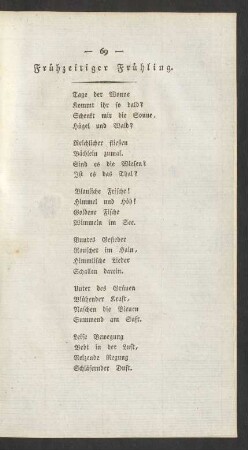 — 69 —
Frühzeitiger Frühling.
Tage der Wonne
Kommt ihr so bald?
Schenkt mir die Sonne,
Hügel und Wald?
Reichlicher fließen
Bächlein zumal.
Sind es die Wiesen?
Ist es das Thal?
Blauliche Frische!
Himmel und Höh!
Goldene Fische
Wimmeln im See.
Buntes Gefieder
Rauschet im Hain,
Himmlische Lieder
Schallen darein.
Unter des Grünen
Blühender Kraft,
Naschen die Bienen
Summend am Saft.
Leise Bewegung
Bebt in der Luft,
Reizende Regung
Schläfernder Duft.